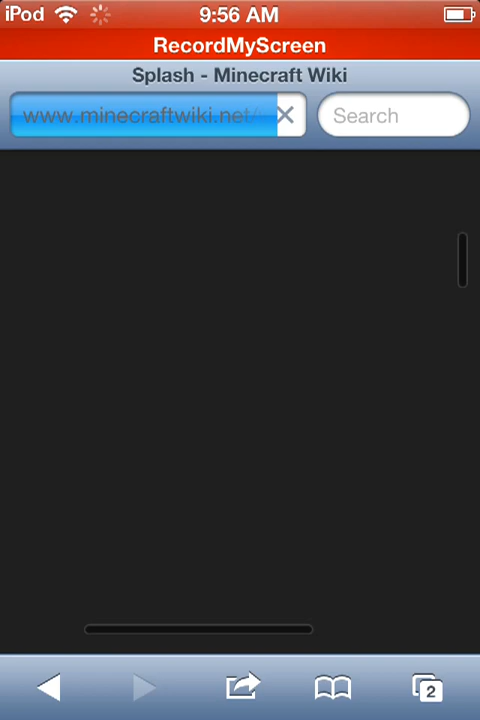 iPod 9:56 AM
RecordMyScreen
Splash - Minecraft Wiki
www.minecraftwiki.net/ Search
2